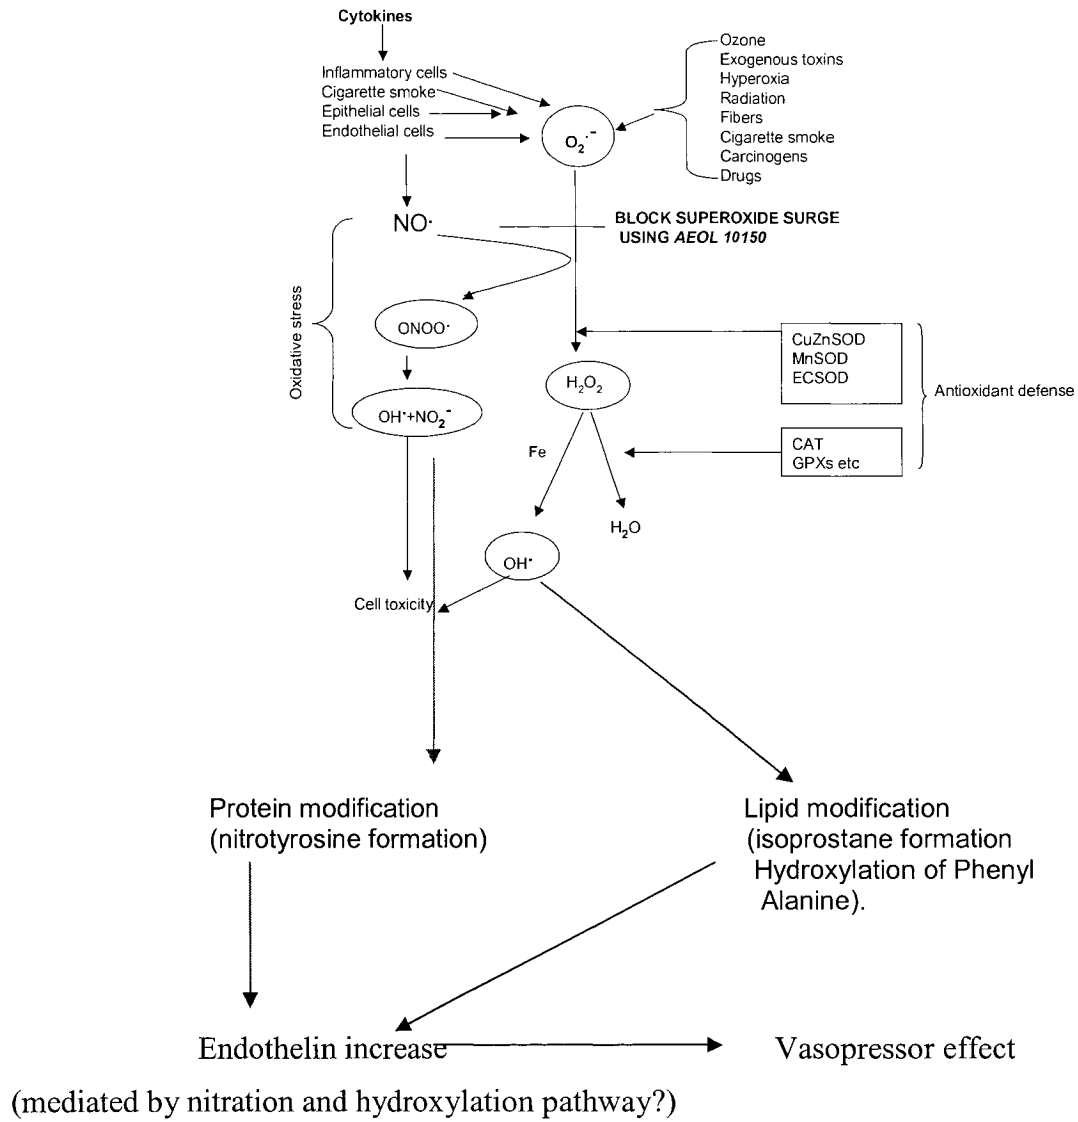 Cytokines
Inflammatory cells
Cigarette smoke
Epithelial cells
Endothelial cells
O₂·⁻
Ozone
Exogenous toxins
Hyperoxia
Radiation
Fibers
Cigarette smoke
Carcinogens
Drugs
NO·
BLOCK SUPEROXIDE SURGE
USING AEOL 10150
Oxidative stress
ONOO·
OH·+NO₂⁻
H₂O₂
CuZnSOD
MnSOD
ECSOD
Antioxidant defense
CAT
GPXs etc
Fe
H₂O
OH·
Cell toxicity
Protein modification
(nitrotyrosine formation)
Lipid modification
(isoprostane formation
Hydroxylation of Phenyl
Alanine).
Endothelin increase
Vasopressor effect
(mediated by nitration and hydroxylation pathway?)